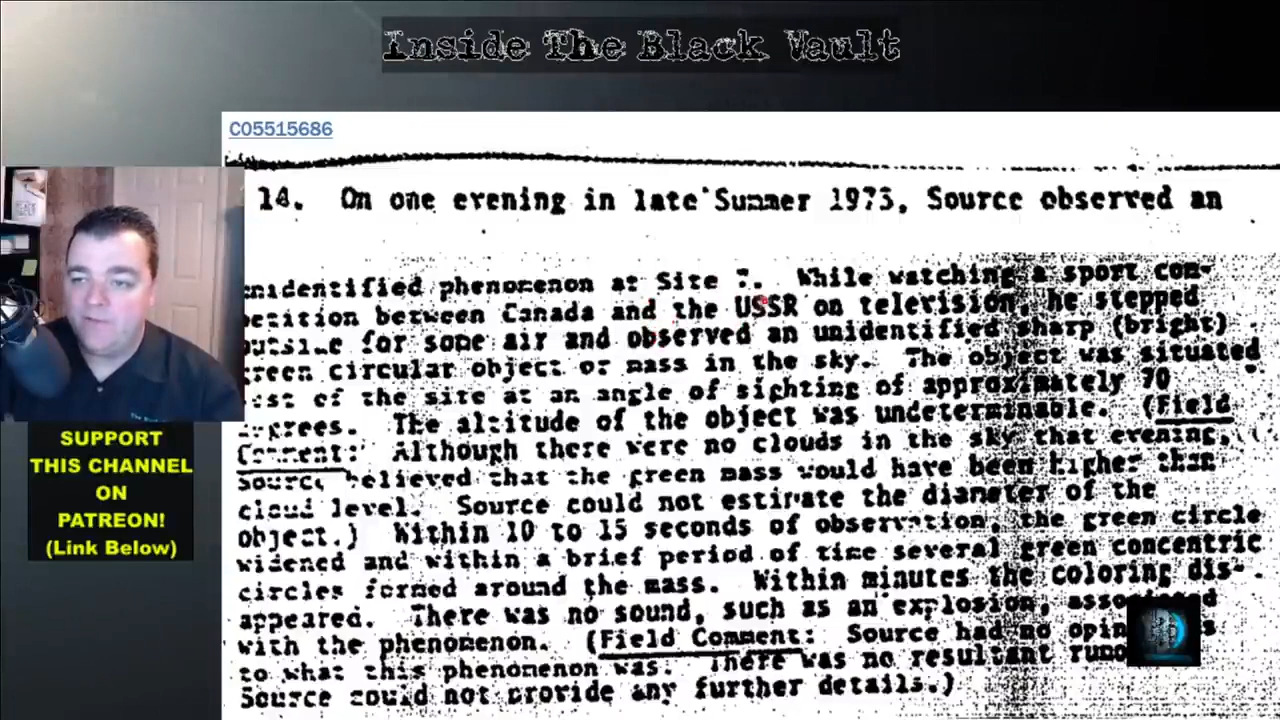 Inside The Black Vault
C05515686
14. On one evening in late Summer 1973, Source observed an
unidentified phenomenon at Site 7. While watching a sport com-
petition between Canada and the USSR on television, he stepped
outside for some air and observed an unidentified sharp (bright)
green circular object or mass in the sky. The object was situated
of the site at an angle of sighting of approximately 70
degrees. The altitude of the object was undeterminable. (Field
Comment: Although there were no clouds in the sky that evening,
Source believed that the green mass would have been higher than
cloud level. Source could not estimate the diameter of the
object.) Within 10 to 15 seconds of observation, the green circle
widened and within a brief period of time several green concentric
circles formed around the mass. Within minutes the coloring dis-
appeared. There was no sound, such as an explosion, associated
with the phenomenon. (Field Comment: Source had no
to what this phenomenon was. There was no resultant
Source could not provide any further details.)
SUPPORT
THIS CHANNEL
ON
PATREON!
(Link Below)